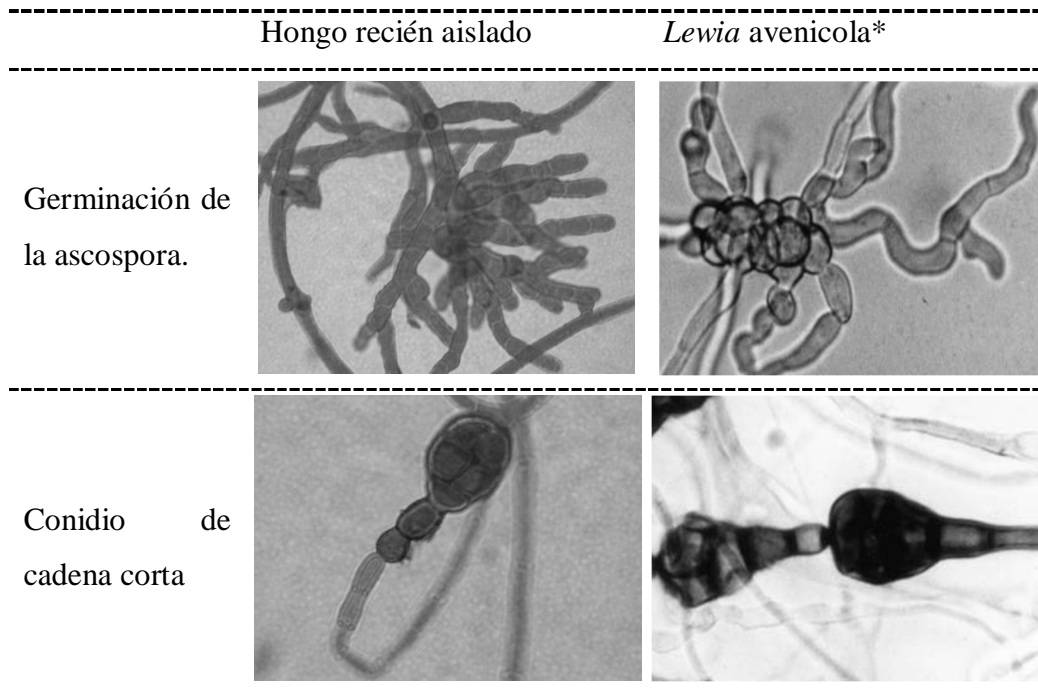 Hongo recién aislado
Lewia avenicola*
Germinación de
la ascospora.
Conidio de
cadena corta